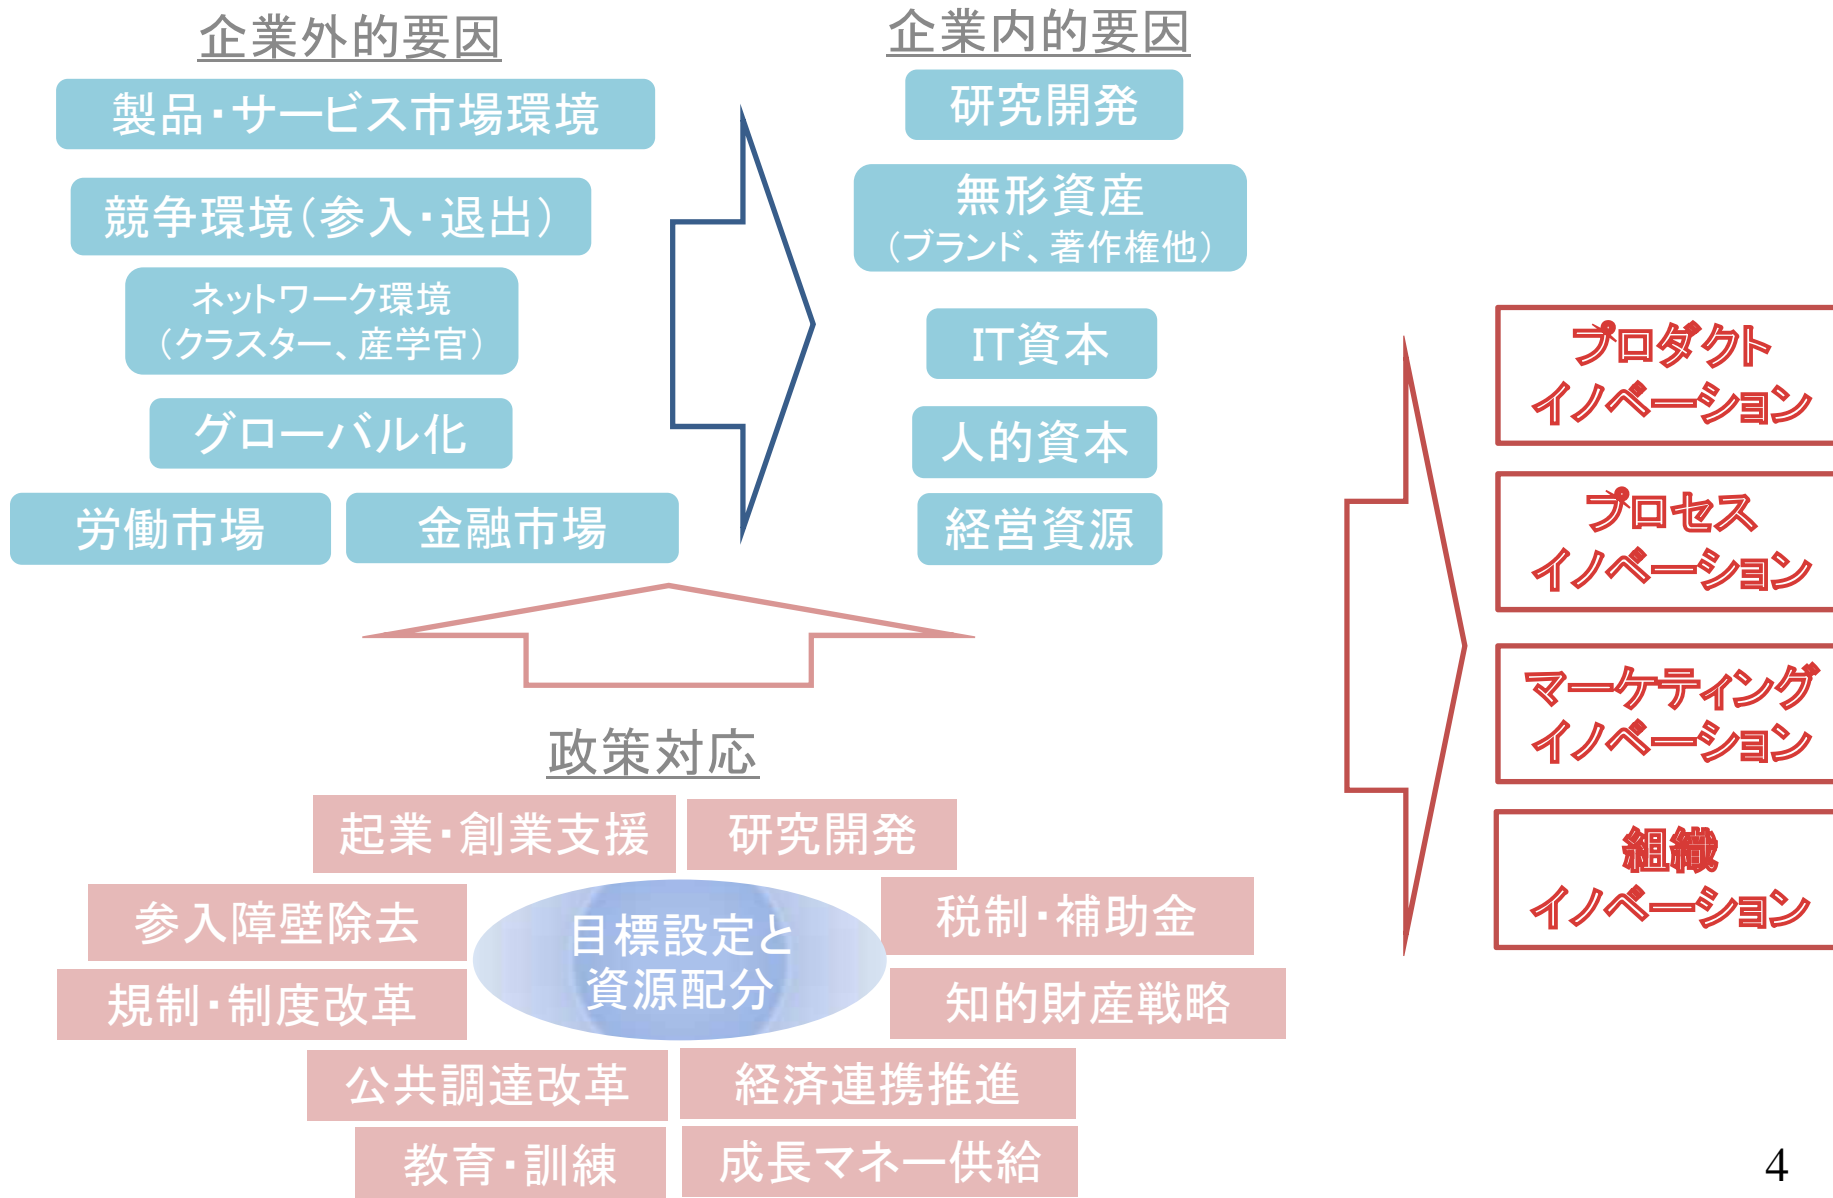 企業外的要因
製品・サービス市場環境
競争環境（参入・退出）
ネットワーク環境
（クラスター、産学官）
グローバル化
労働市場
金融市場
企業内的要因
研究開発
無形資産
（ブランド、著作権他）
IT資本
人的資本
経営資源
政策対応
起業・創業支援
研究開発
参入障壁除去
目標設定と
資源配分
税制・補助金
規制・制度改革
知的財産戦略
公共調達改革
経済連携推進
教育・訓練
成長マネー供給
プロダクト
イノベーション
プロセス
イノベーション
マーケティング
イノベーション
組織
イノベーション
4